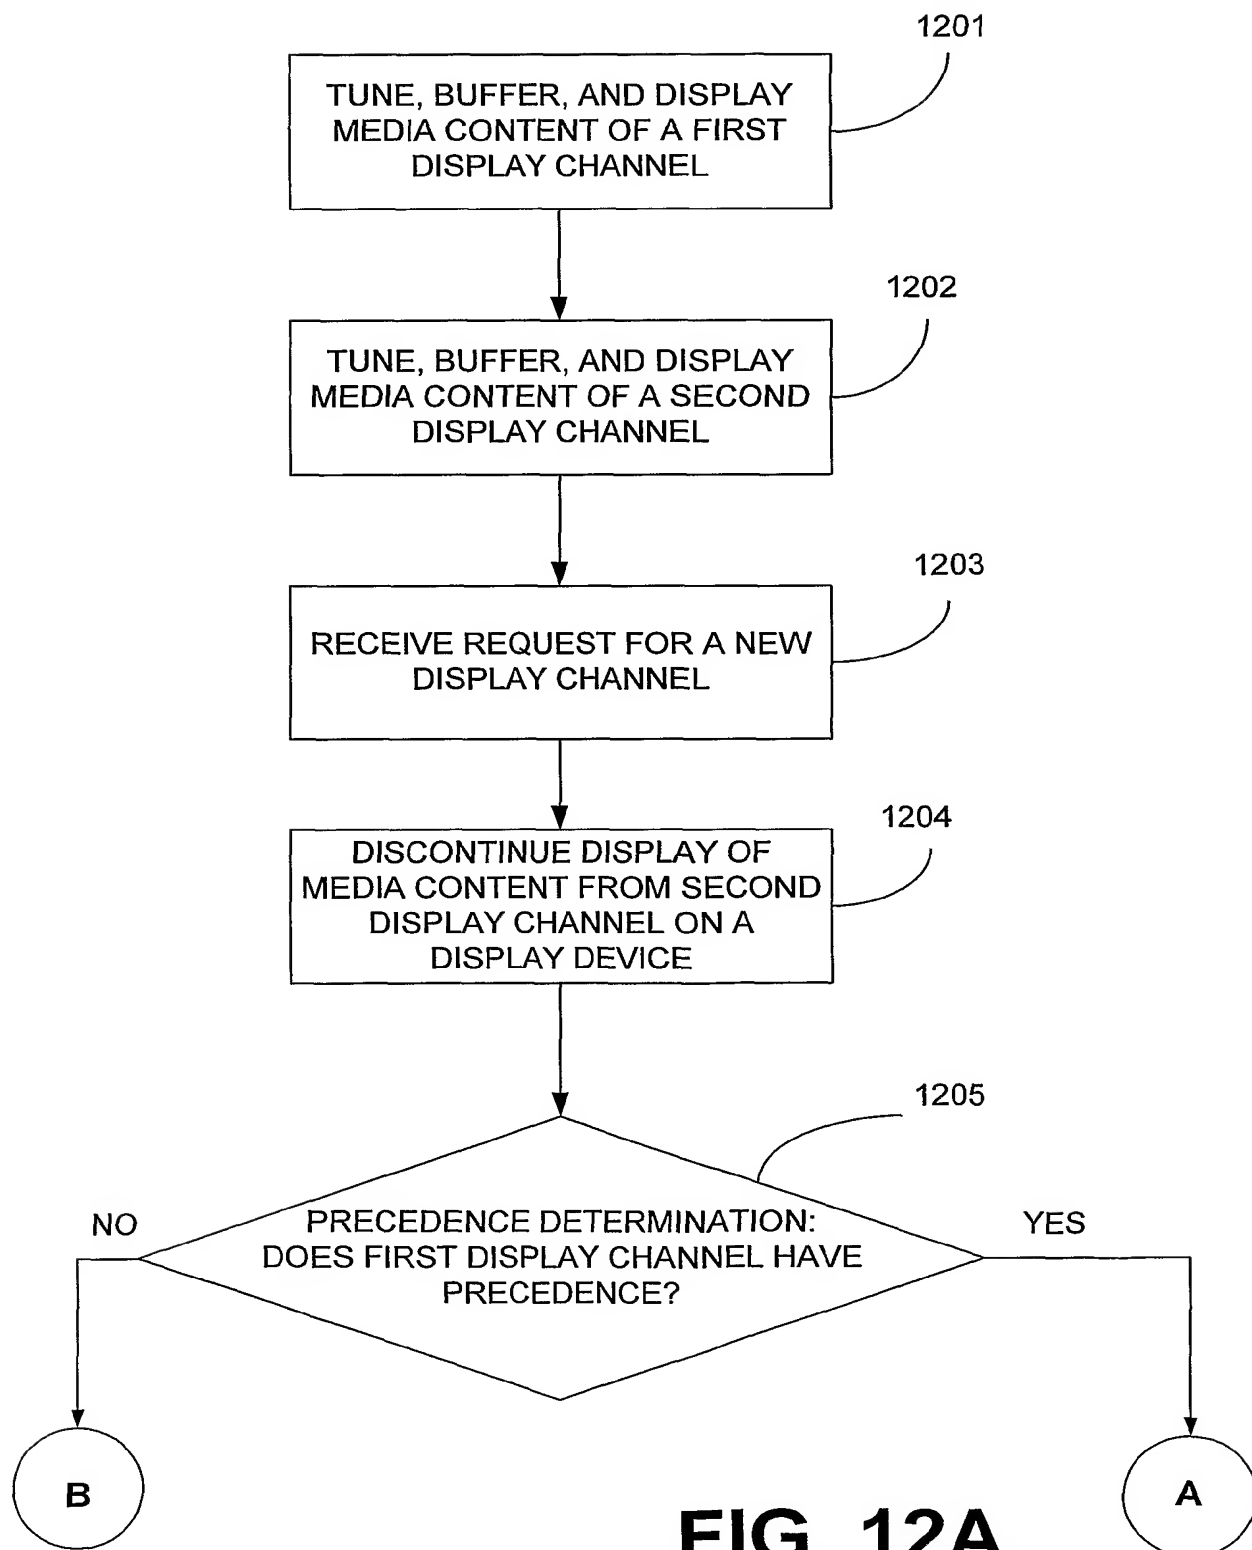 1201
TUNE, BUFFER, AND DISPLAY
MEDIA CONTENT OF A FIRST
DISPLAY CHANNEL
1202
TUNE, BUFFER, AND DISPLAY
MEDIA CONTENT OF A SECOND
DISPLAY CHANNEL
1203
RECEIVE REQUEST FOR A NEW
DISPLAY CHANNEL
1204
DISCONTINUE DISPLAY OF
MEDIA CONTENT FROM SECOND
DISPLAY CHANNEL ON A
DISPLAY DEVICE
1205
NO
PRECEDENCE DETERMINATION:
DOES FIRST DISPLAY CHANNEL HAVE
PRECEDENCE?
YES
B
A
FIG. 12A